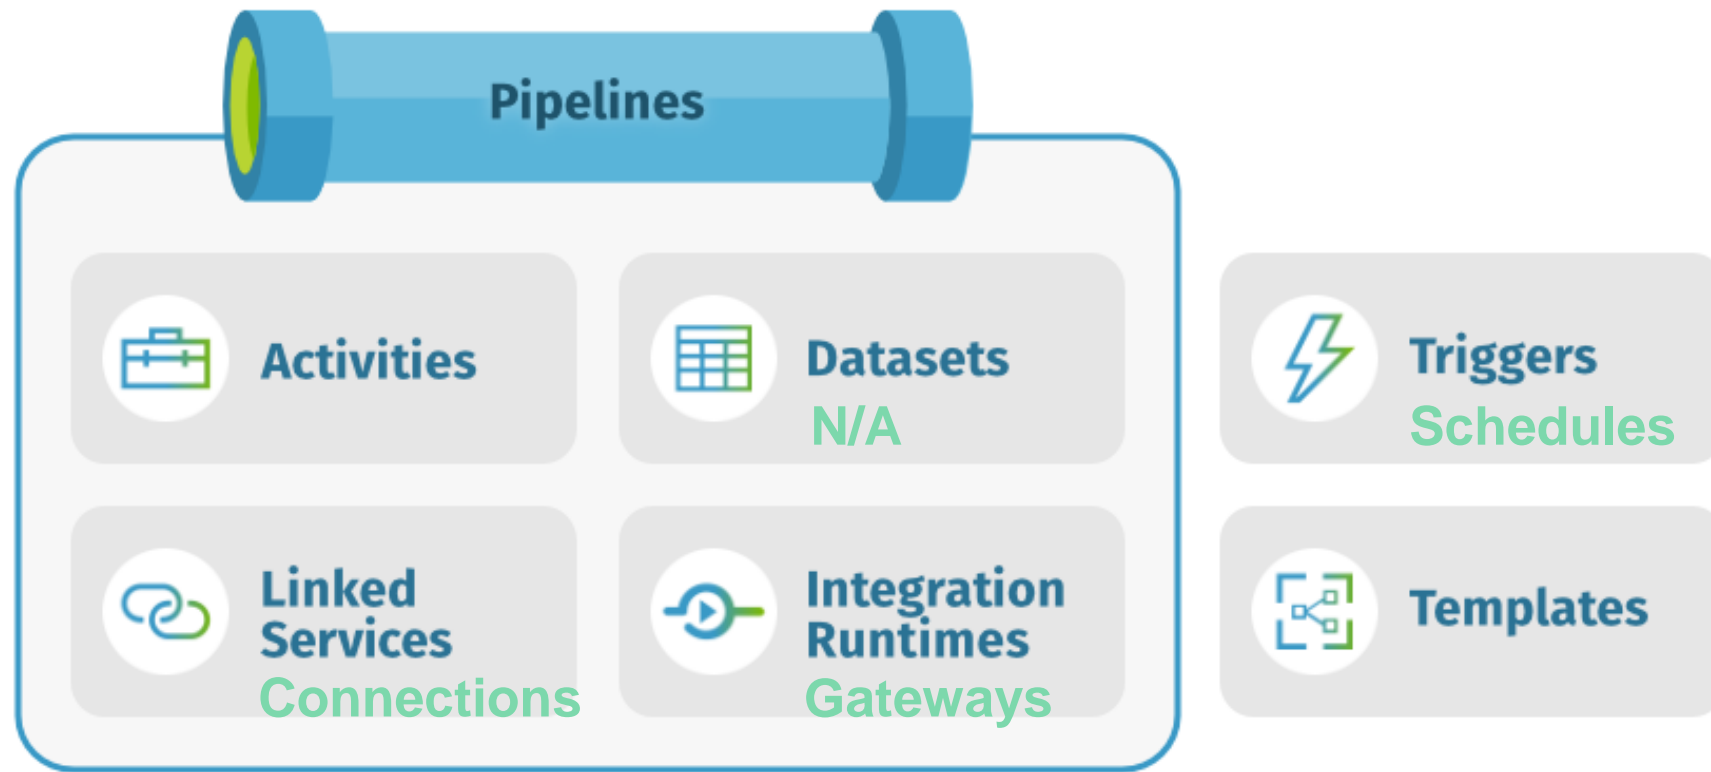 Pipelines
Activities
Datasets
N/A
Triggers
Schedules
Linked
Services
Connections
Integration
Runtimes
Gateways
Templates